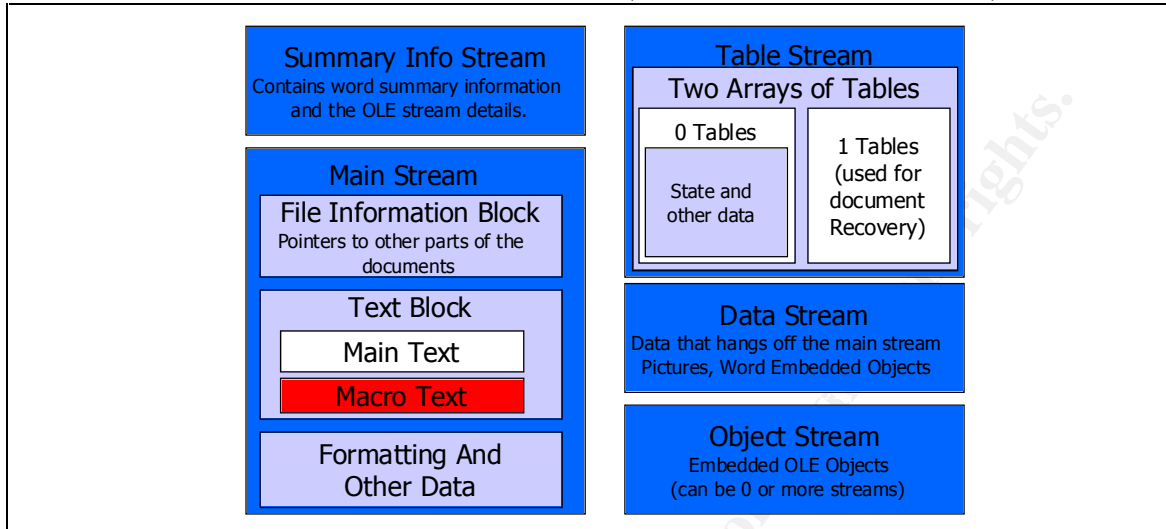 Summary Info Stream
Contains word summary information
and the OLE stream details.
Main Stream
File Information Block
Pointers to other parts of the
documents
Text Block
Main Text
Macro Text
Formatting And
Other Data
Table Stream
Two Arrays of Tables
0 Tables
State and
other data
1 Tables
(used for
document
Recovery)
Data Stream
Data that hangs off the main stream
Pictures, Word Embedded Objects
Object Stream
Embedded OLE Objects
(can be 0 or more streams)
rights.